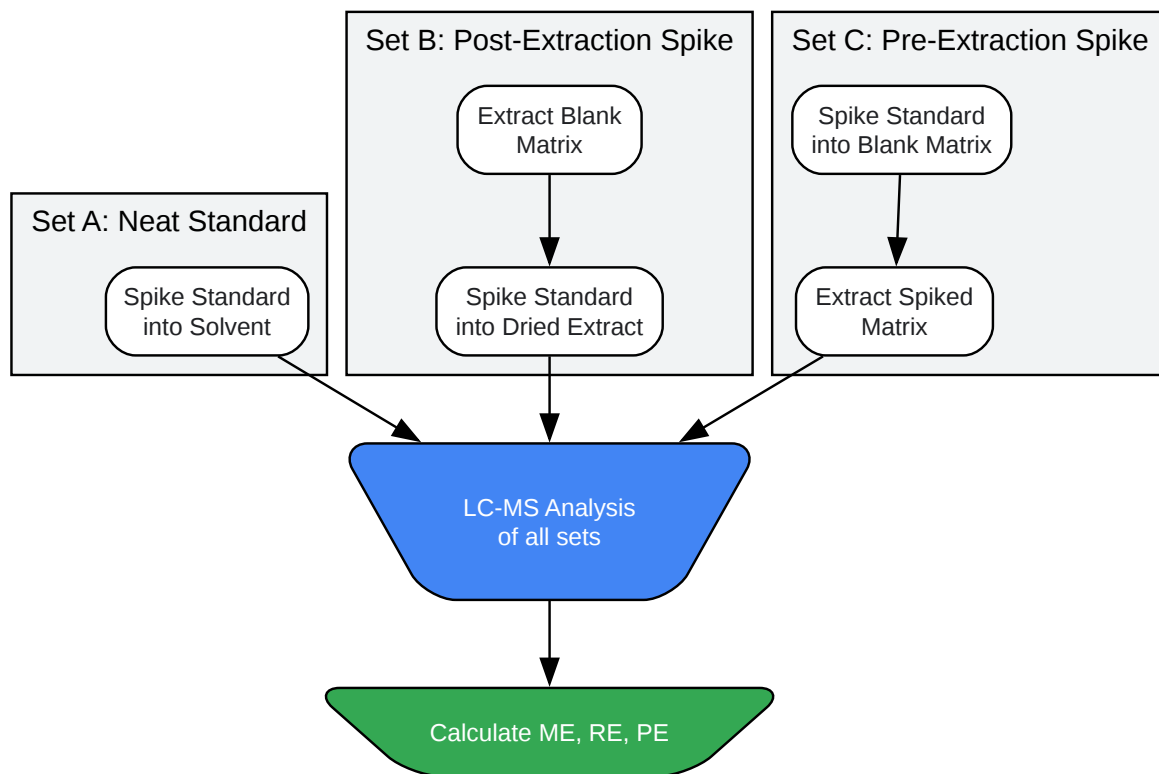 Set A: Neat Standard
Spike Standard
into Solvent
Set B: Post-Extraction Spike
Extract Blank
Matrix
Spike Standard
into Dried Extract
Set C: Pre-Extraction Spike
Spike Standard
into Blank Matrix
Extract Spiked
Matrix
LC-MS Analysis
of all sets
Calculate ME, RE, PE